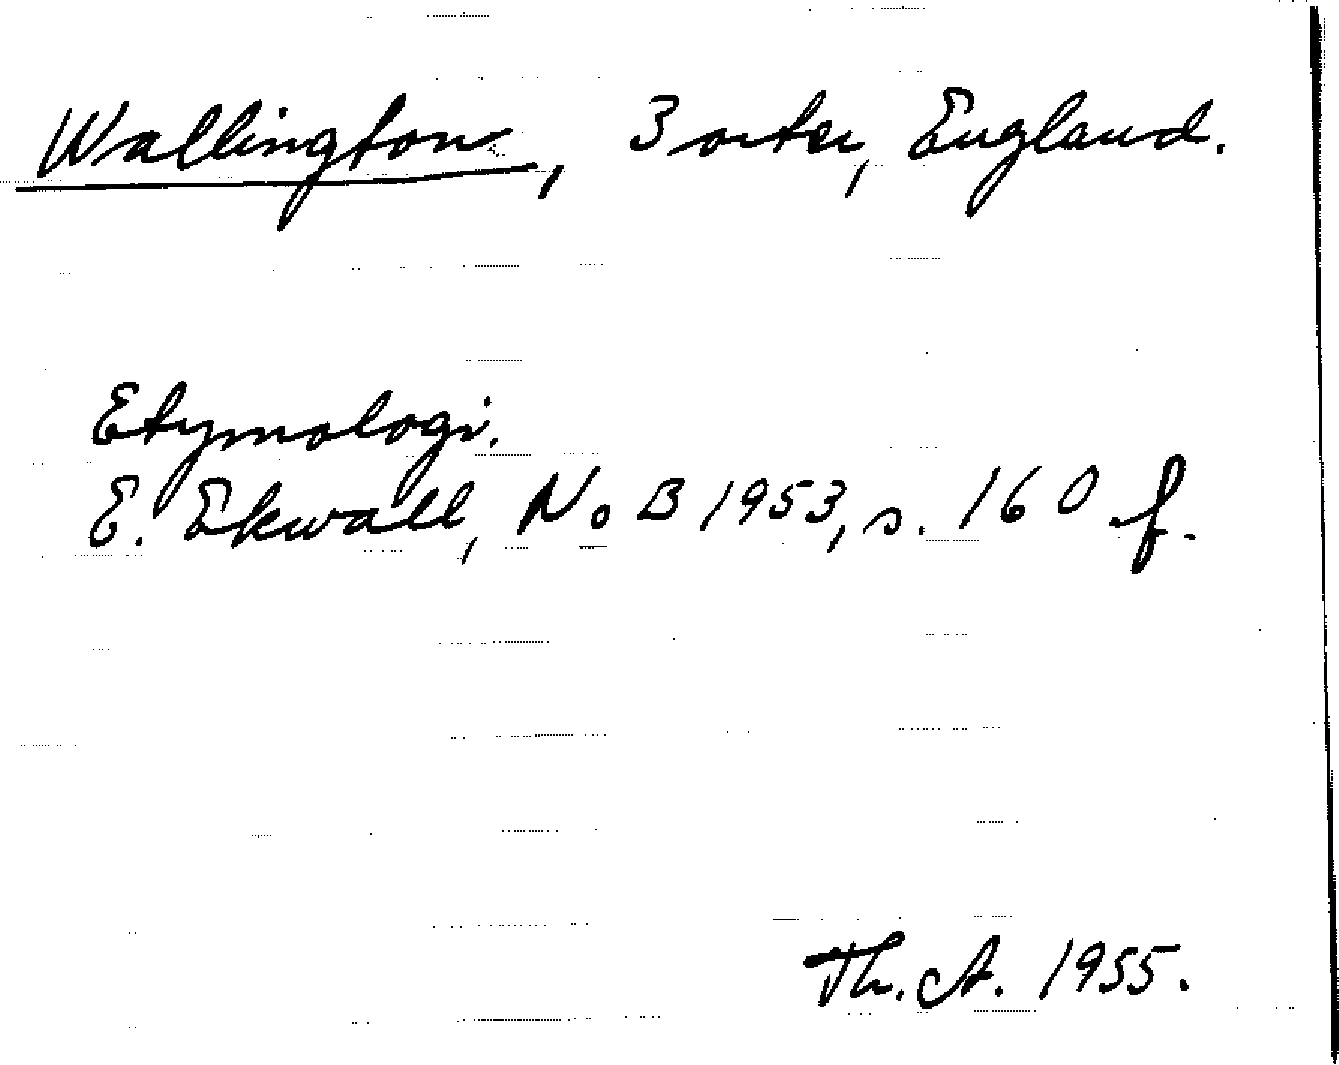 Wallington, 3 orter, England.
Etymologi.
E. Ekwall, NoB 1953, s. 160 f.
Th. A. 1955.